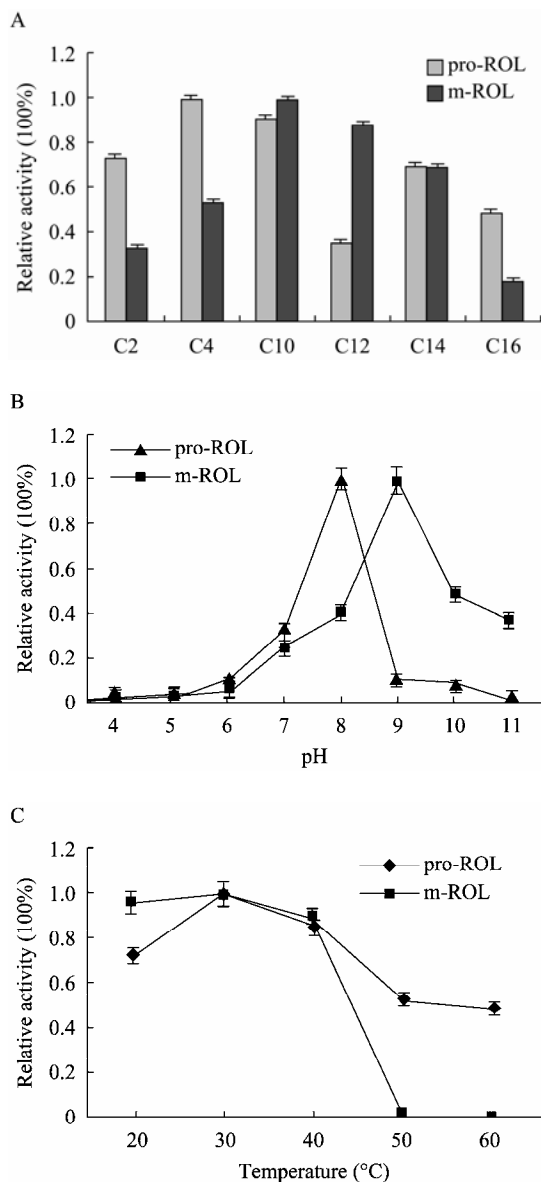 A
Relative activity (100%)
1.4
1.2
1.0
0.8
0.6
0.4
0.2
0
pro-ROL
m-ROL
C2 C4 C10 C12 C14 C16
B
Relative activity (100%)
1.2
1.0
0.8
0.6
0.4
0.2
0
pro-ROL
m-ROL
4 5 6 7 8 9 10 11
pH
C
Relative activity (100%)
1.2
1.0
0.8
0.6
0.4
0.2
0
pro-ROL
m-ROL
20 30 40 50 60
Temperature (°C)